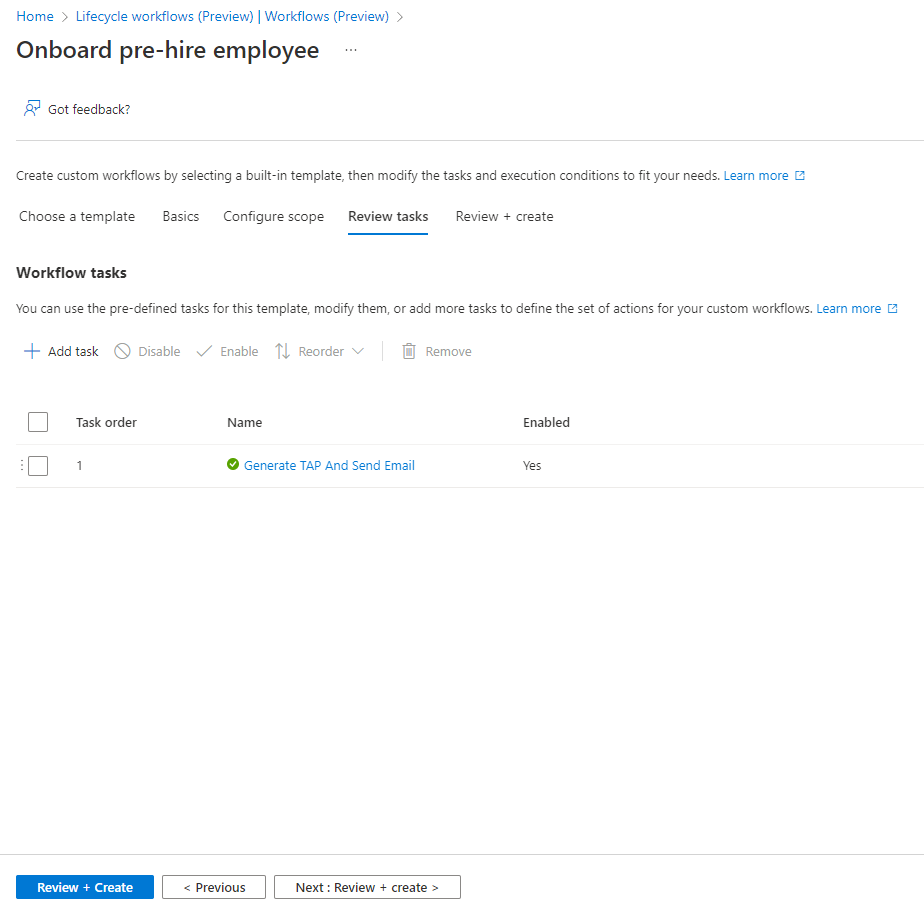 Home > Lifecycle workflows (Preview) | Workflows (Preview) >
Onboard pre-hire employee ...
Got feedback?
Create custom workflows by selecting a built-in template, then modify the tasks and execution conditions to fit your needs. Learn more
Choose a template Basics Configure scope Review tasks Review + create
Workflow tasks
You can use the pre-defined tasks for this template, modify them, or add more tasks to define the set of actions for your custom workflows. Learn more
Add task Disable Enable Reorder Remove
Task order Name Enabled
1 Generate TAP And Send Email Yes
Review + Create < Previous Next : Review + create >